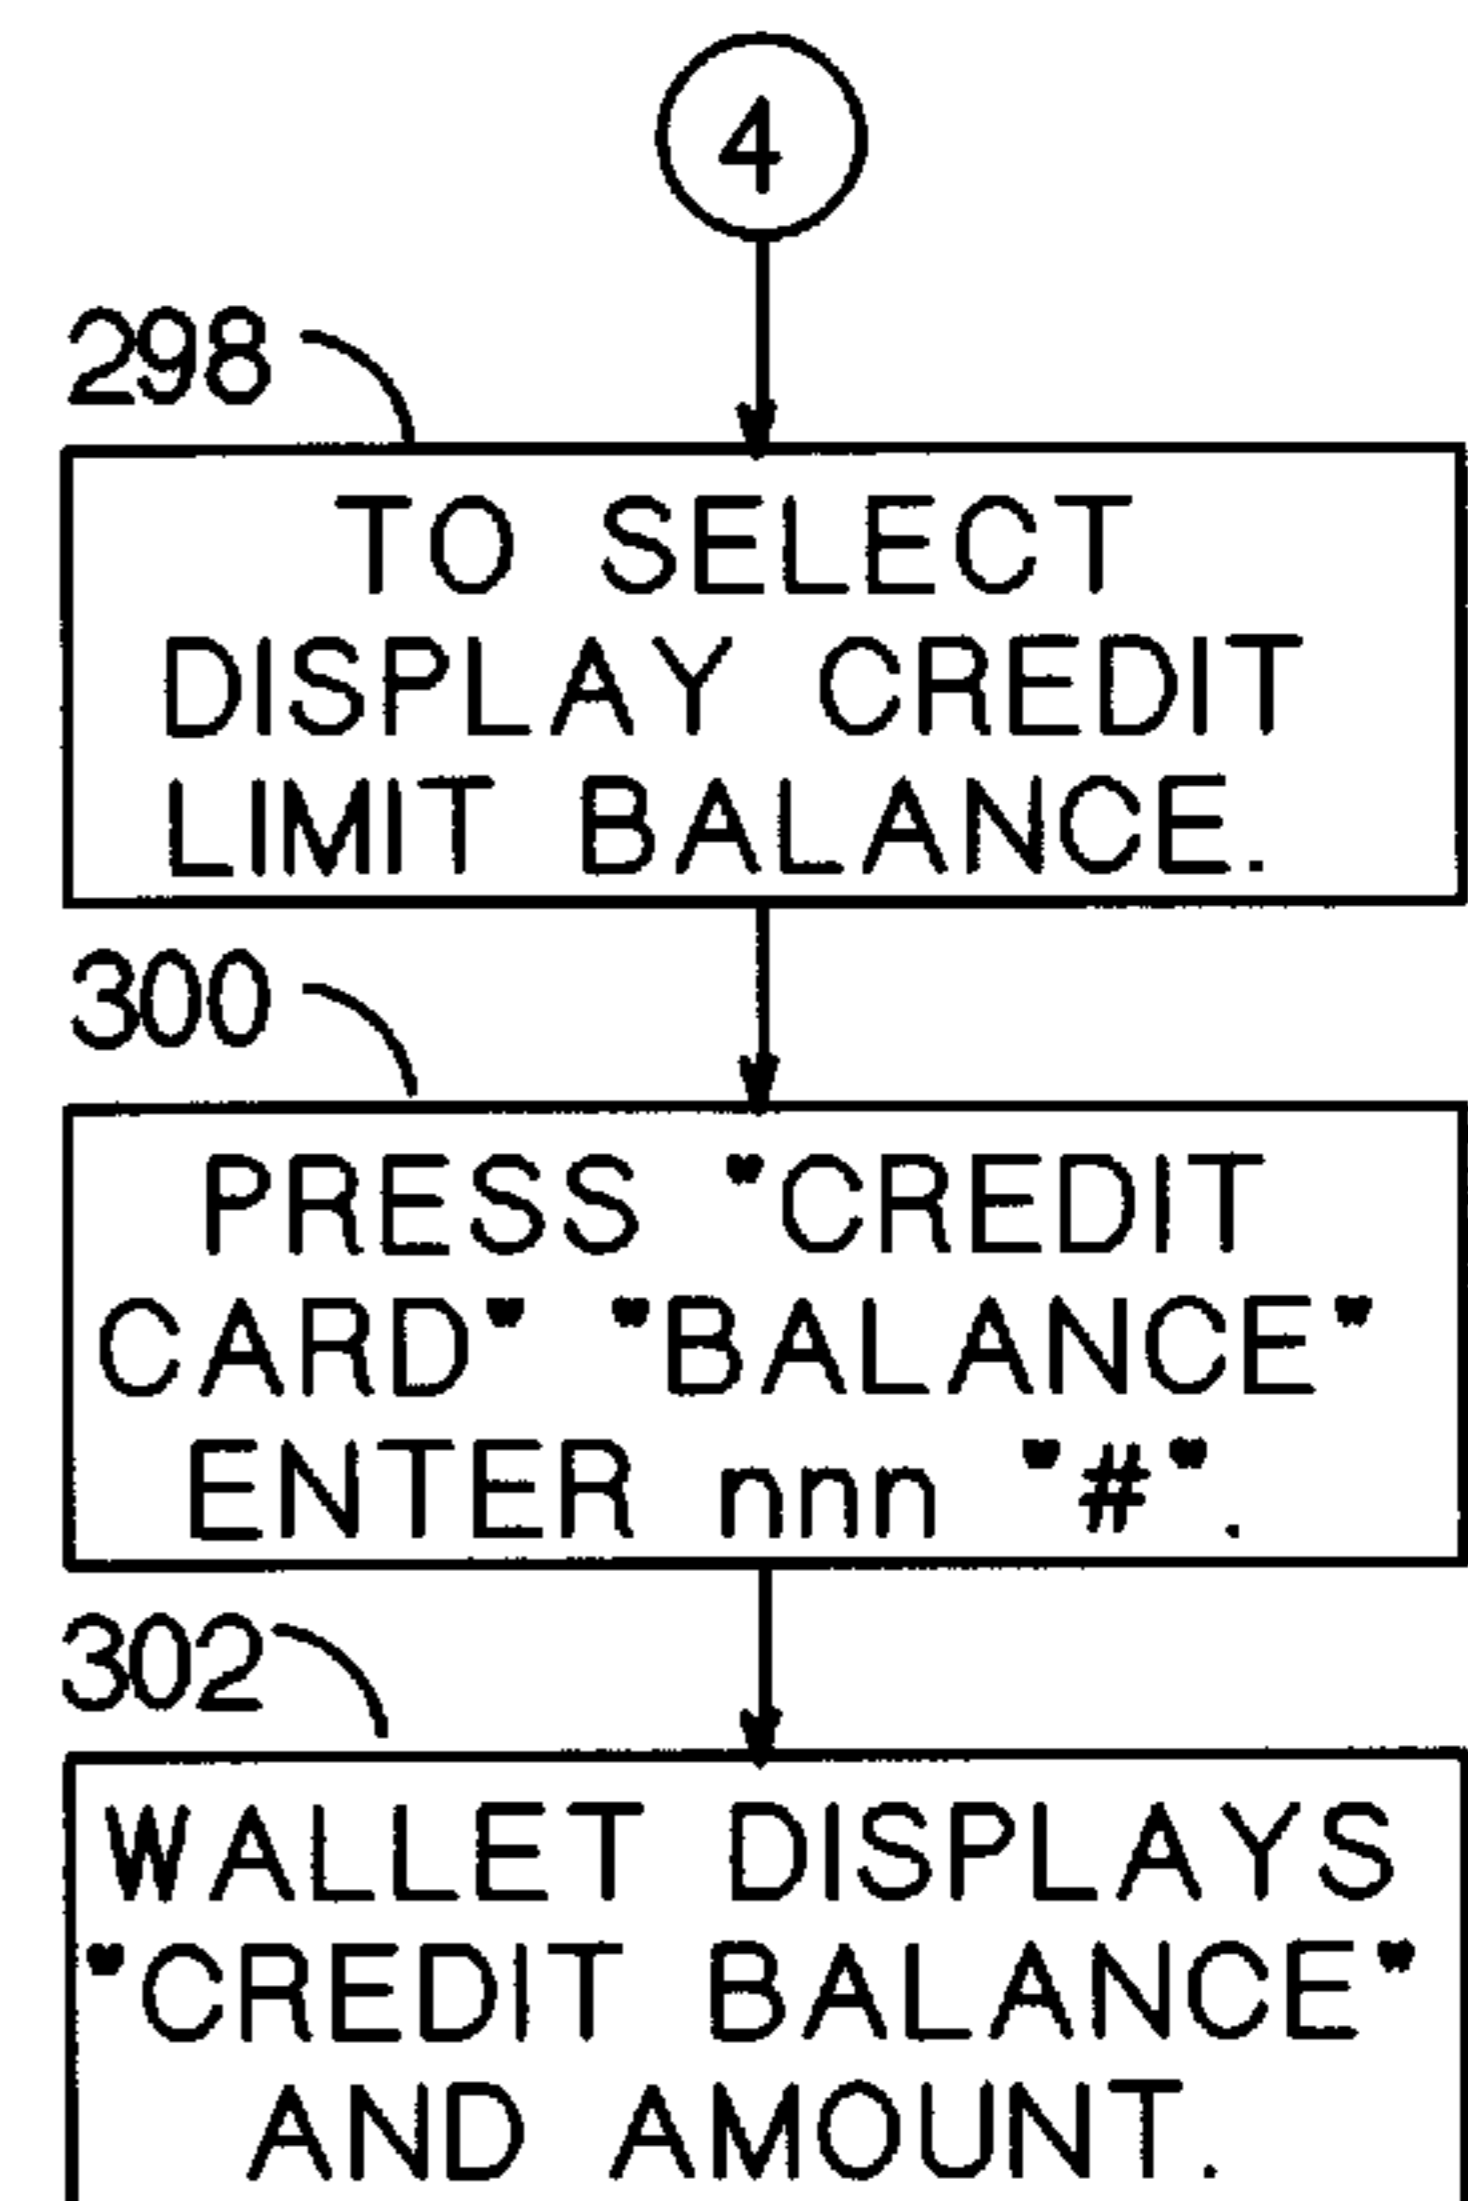 4
298
TO SELECT
DISPLAY CREDIT
LIMIT BALANCE.
300
PRESS "CREDIT
CARD" "BALANCE"
ENTER nnn "#".
302
WALLET DISPLAYS
"CREDIT BALANCE"
AND AMOUNT.